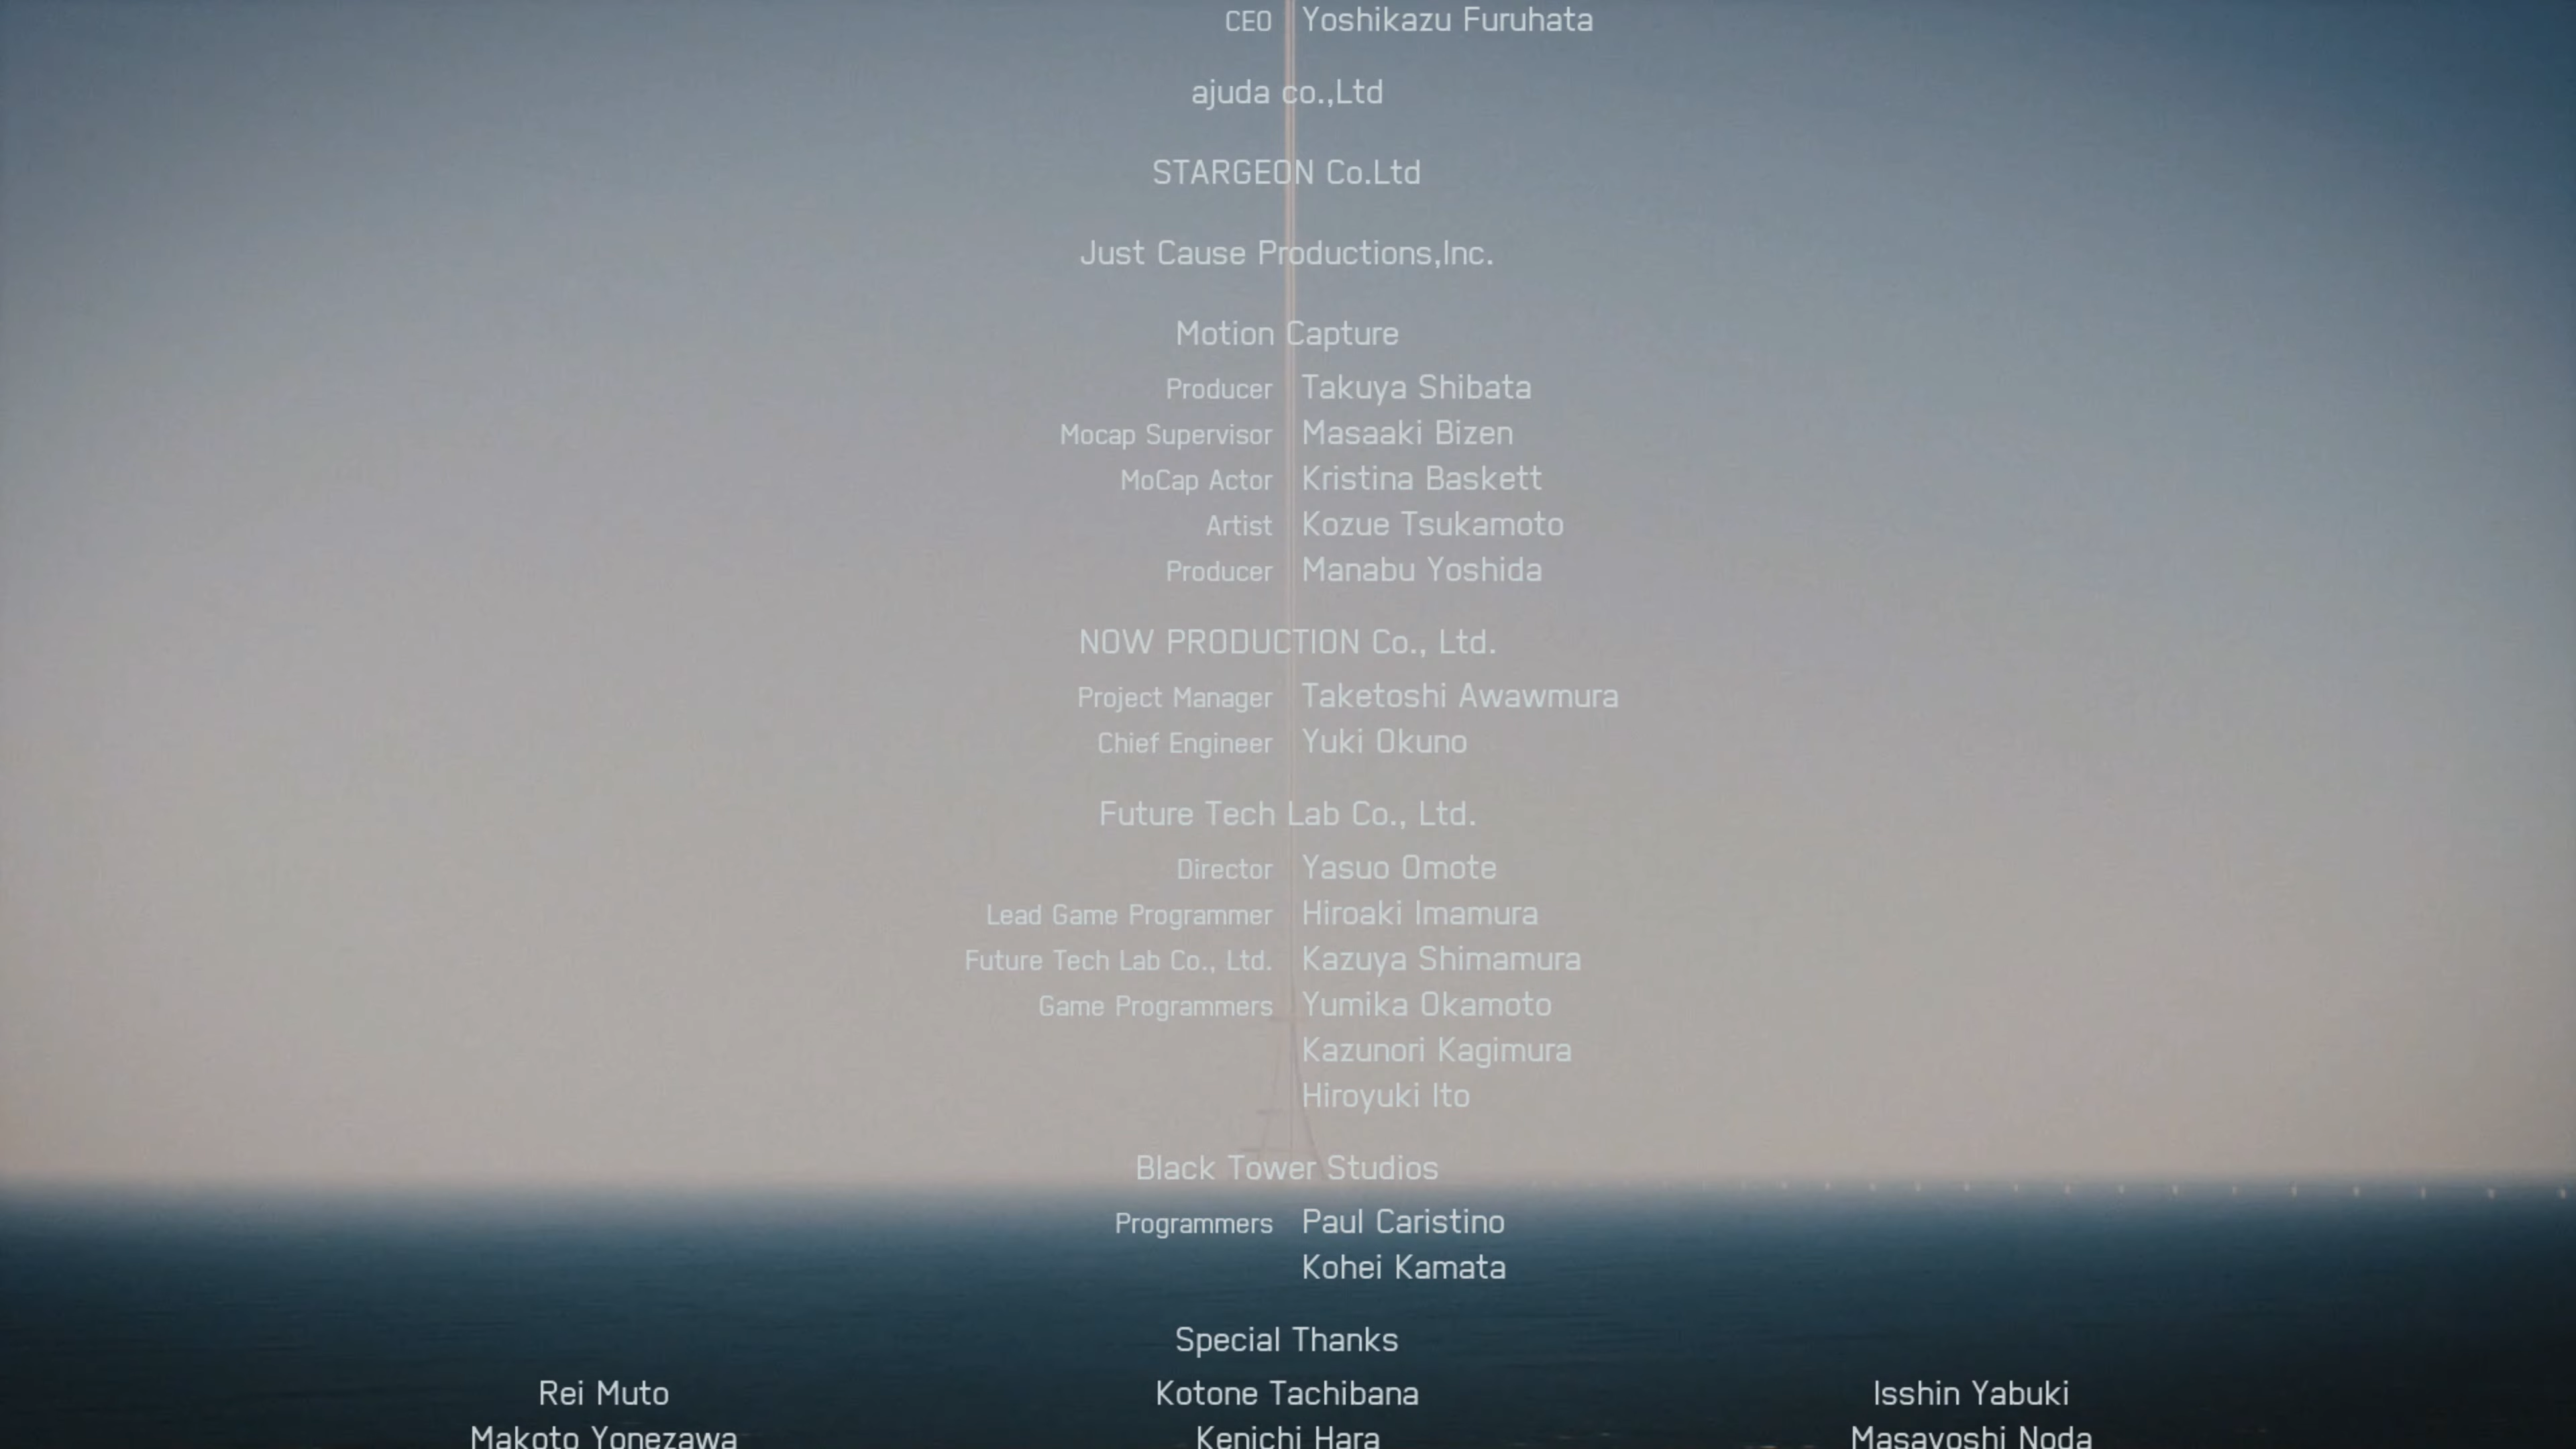 CEO Yoshikazu Furuhata
ajuda co.,Ltd
STARGEON Co.Ltd
Just Cause Productions,Inc.
Motion Capture
Producer Takuya Shibata
Mocap Supervisor Masaaki Bizen
MoCap Actor Kristina Baskett
Artist Kozue Tsukamoto
Producer Manabu Yoshida
NOW PRODUCTION Co., Ltd.
Project Manager Taketoshi Awawmura
Chief Engineer Yuki Okuno
Future Tech Lab Co., Ltd.
Director Yasuo Omote
Lead Game Programmer Hiroaki Imamura
Future Tech Lab Co., Ltd. Kazuya Shimamura
Game Programmers Yumika Okamoto
Kazunori Kagimura
Hiroyuki Ito
Black Tower Studios
Programmers Paul Caristino
Kohei Kamata
Special Thanks
Rei Muto Kotone Tachibana Isshin Yabuki
Makoto Yonezawa Kenichi Hara Masayoshi Noda